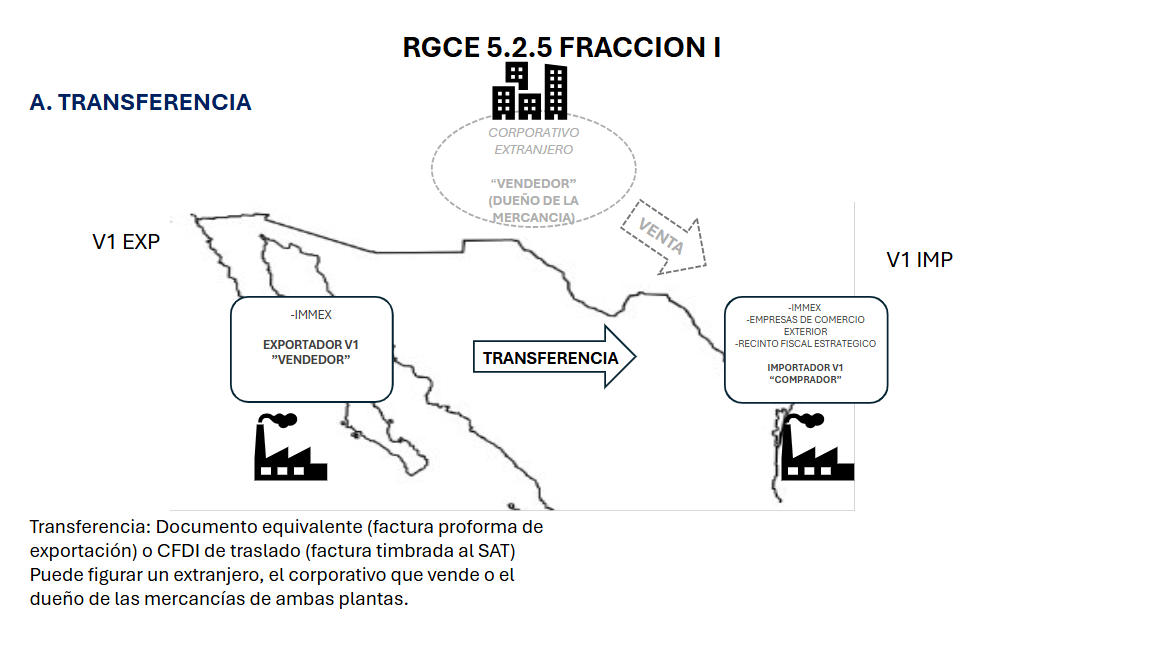 RGCE 5.2.5 FRACCION I
A. TRANSFERENCIA
CORPORATIVO
EXTRANJERO
“VENDEDOR”
(DUEÑO DE LA
MERCANCIA)
VENTA
V1 EXP
V1 IMP
-IMMEX
EXPORTADOR V1
”VENDEDOR”
TRANSFERENCIA
-IMMEX
-EMPRESAS DE COMERCIO
EXTERIOR
-RECINTO FISCAL ESTRATEGICO
IMPORTADOR V1
“COMPRADOR”
Transferencia: Documento equivalente (factura proforma de
exportación) o CFDI de traslado (factura timbrada al SAT)
Puede figurar un extranjero, el corporativo que vende o el
dueño de las mercancías de ambas plantas.